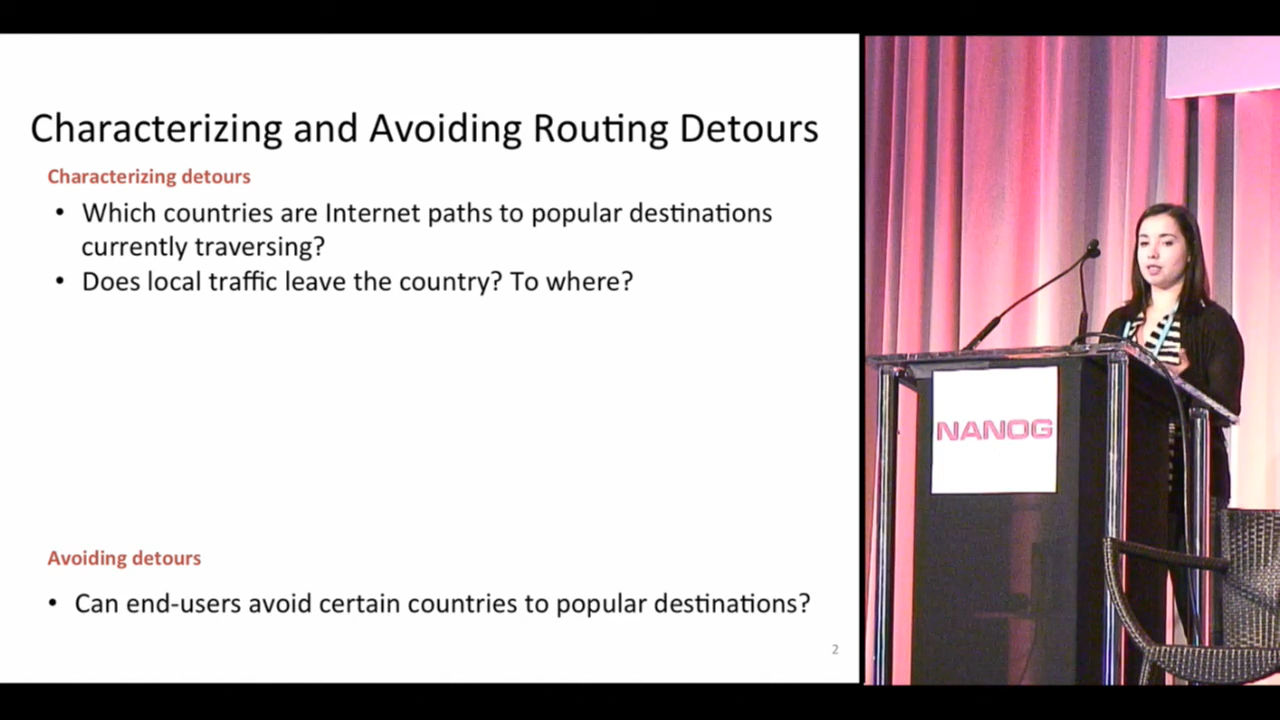 Characterizing and Avoiding Routing Detours
Characterizing detours
• Which countries are Internet paths to popular destinations
currently traversing?
• Does local traffic leave the country? To where?
Avoiding detours
• Can end-users avoid certain countries to popular destinations?
2
NANOG